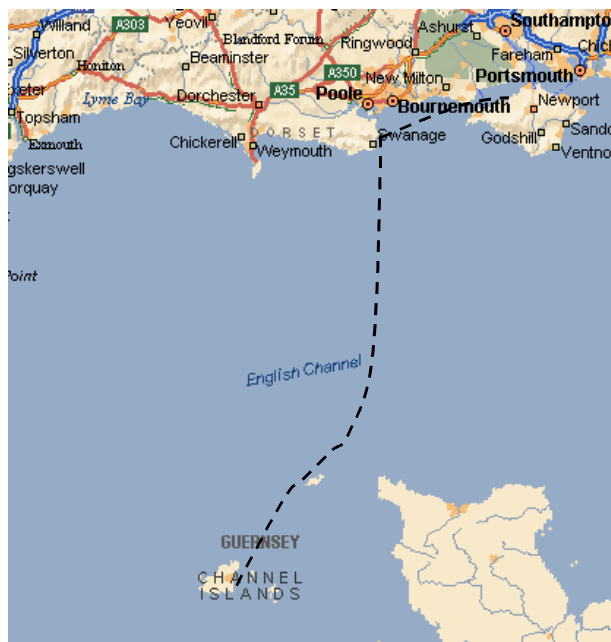 Willand
A303
Yeovil
Ashurst
Southampto
Silverton
Blandford Forum
Ringwood
Fareham
Chic
Honiton
Beaminster
A350
Portsmouth
Exeter
Lyme Bay
Dorchester
A35
New Milton
Topsham
Poole
Bournemouth
Newport
Exmouth
Chickerell
DORSET
Swanage
Godshill
Sando
Weymouth
Ventno
gskerswell
orquay
Point
English Channel
GUERNSEY
CHANNEL
ISLANDS